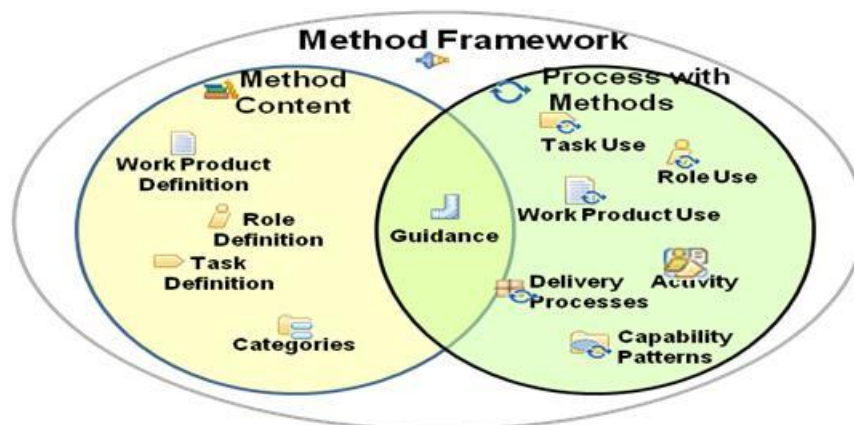 Method Framework
Method
Content
Process with
Methods
Work Product
Definition
Role
Definition
Task
Definition
Categories
Guidance
Task Use
Role Use
Work Product Use
Delivery
Processes
Activity
Capability
Patterns